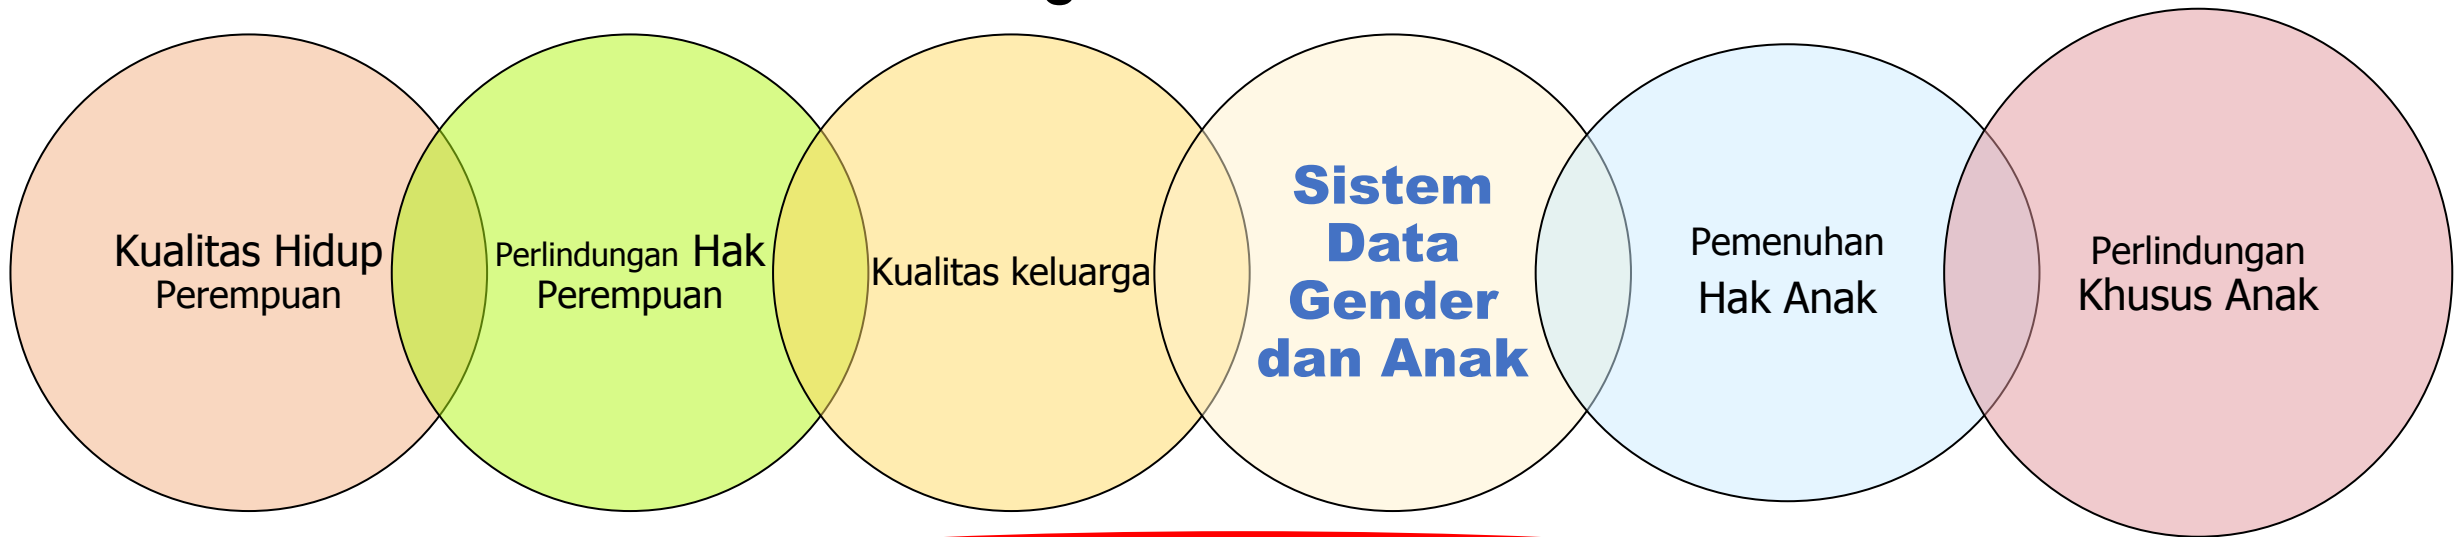 Kualitas Hidup
Perempuan
Perlindungan Hak
Perempuan
Kualitas keluarga
Sistem
Data
Gender
dan Anak
Pemenuhan
Hak Anak
Perlindungan
Khusus Anak